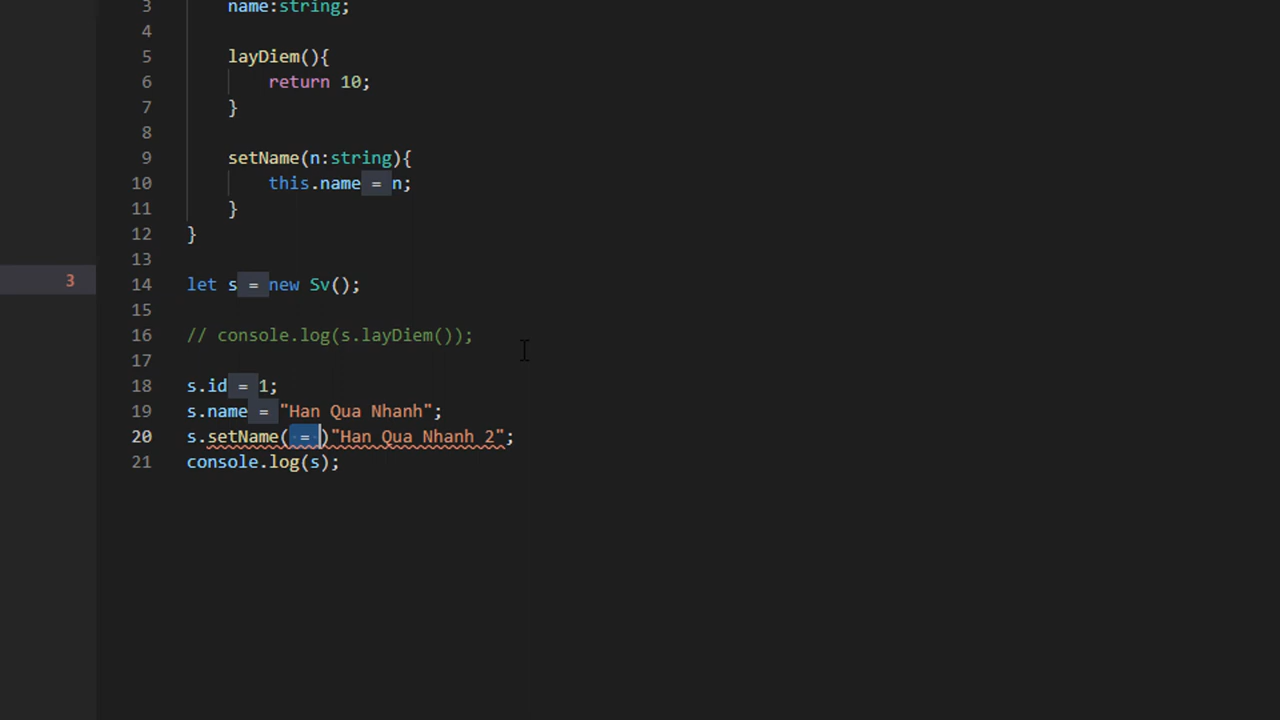 3 name:string;
4
5 layDiem(){
6 return 10;
7 }
8
9 setName(n:string){
10 this.name = n;
11 }
12 }
13
3
14 let s = new Sv();
15
16 // console.log(s.layDiem());
17
18 s.id = 1;
19 s.name = "Han Qua Nhanh";
20 s.setName( = )"Han Qua Nhanh 2";
21 console.log(s);